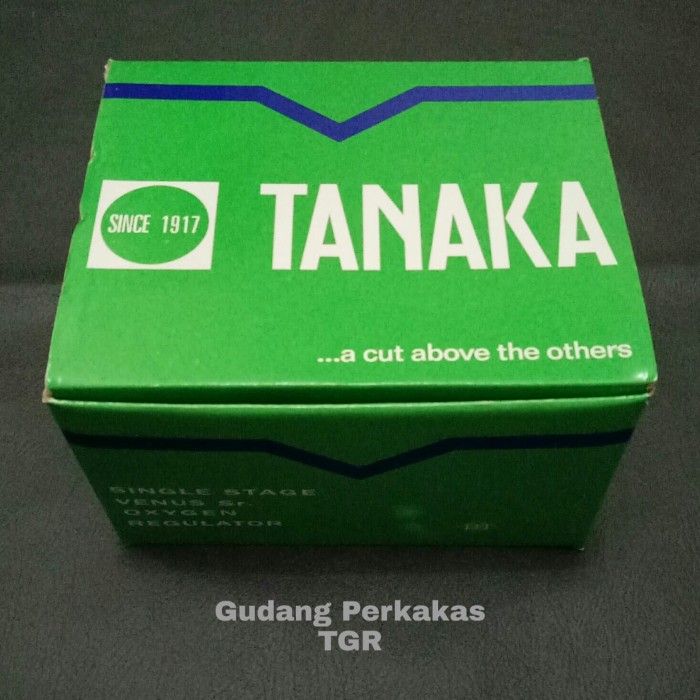 SINCE 1917
TANAKA
...a cut above the others
SINGLE STAGE
VENUS Sr.
OXYGEN
REGULATOR
Gudang Perkakas
TGR